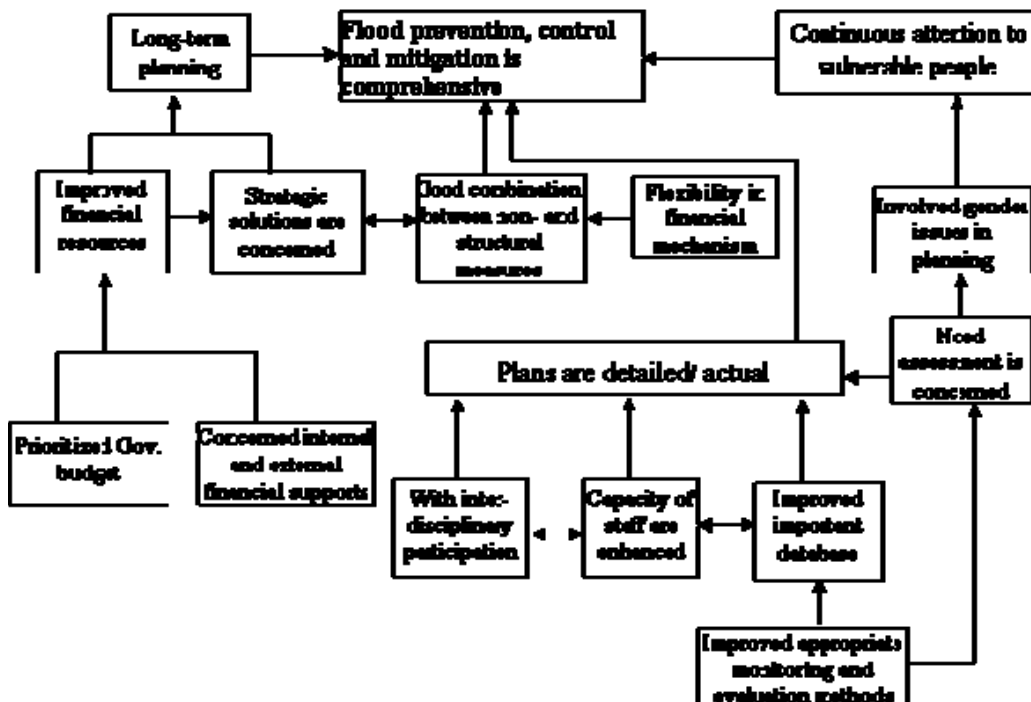 Long-term
planning
Flood prevention, control
and mitigation is
comprehensive
Continuous attention to
vulnerable people
Improved
financial
resources
Strategic
solutions are
concerned
Good combination
between non- and
structural
measures
Flexibility in
financial
mechanism
Involved gender
issues in
planning
Plans are detailed/ actual
Need
assessment is
concerned
Prioritized Gov.
budget
Concerned internal
and external
financial supports
With inter-
disciplinary
participation
Capacity of
staff are
enhanced
Improved
important
database
Improved appropriate
monitoring and
evaluation methods